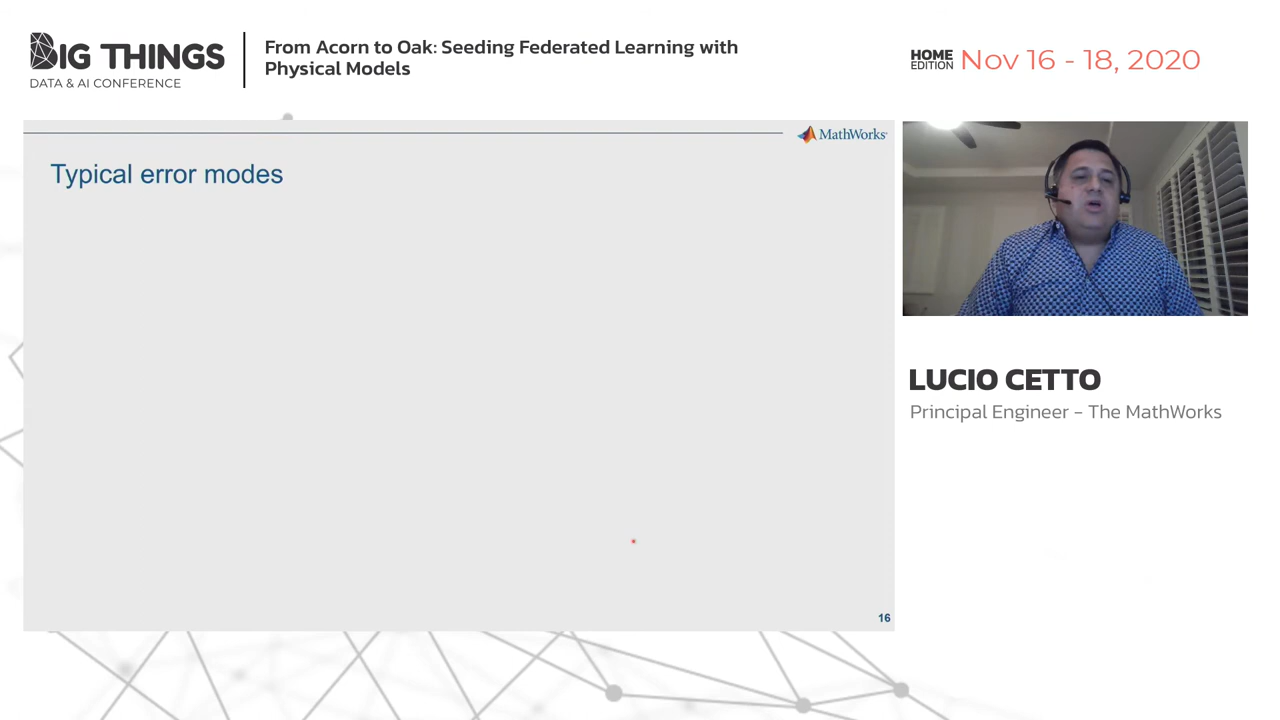 BIG THINGS
DATA & AI CONFERENCE
From Acorn to Oak: Seeding Federated Learning with
Physical Models
HOME
EDITION
Nov 16 - 18, 2020
MathWorks
Typical error modes
16
LUCIO CETTO
Principal Engineer - The MathWorks